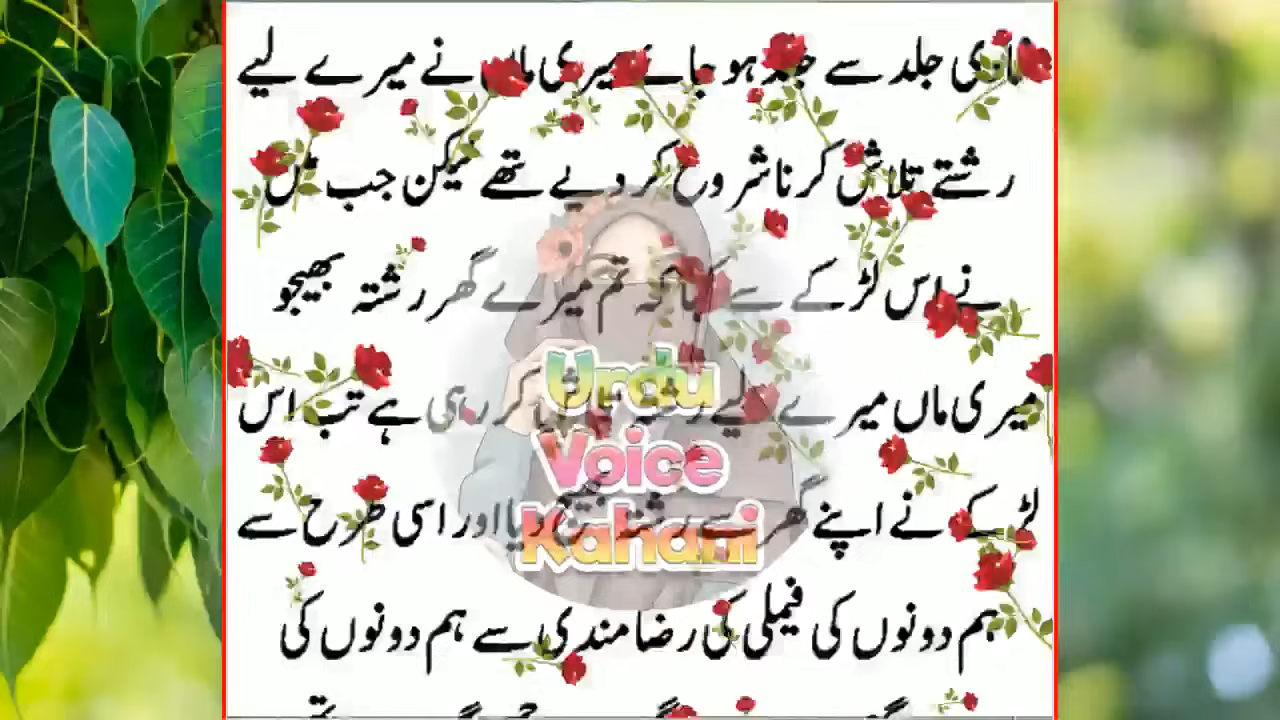 شادی جلد سے جلد ہو جائے میری ماں نے میرے لیے
رشتے تلاش کرنا شروع کر دیے تھے لیکن جب میں
نے اس لڑکے سے کہا کہ تم میرے گھر رشتہ بھیجو
میری ماں میرے لیے رشتے تلاش کر رہی ہے تب اس
لڑکے نے اپنے گھر سے رشتہ بھیج دیا اور اسی طرح سے
ہم دونوں کی فیملی کی رضامندی سے ہم دونوں کی
Urdu
Voice
Kahani